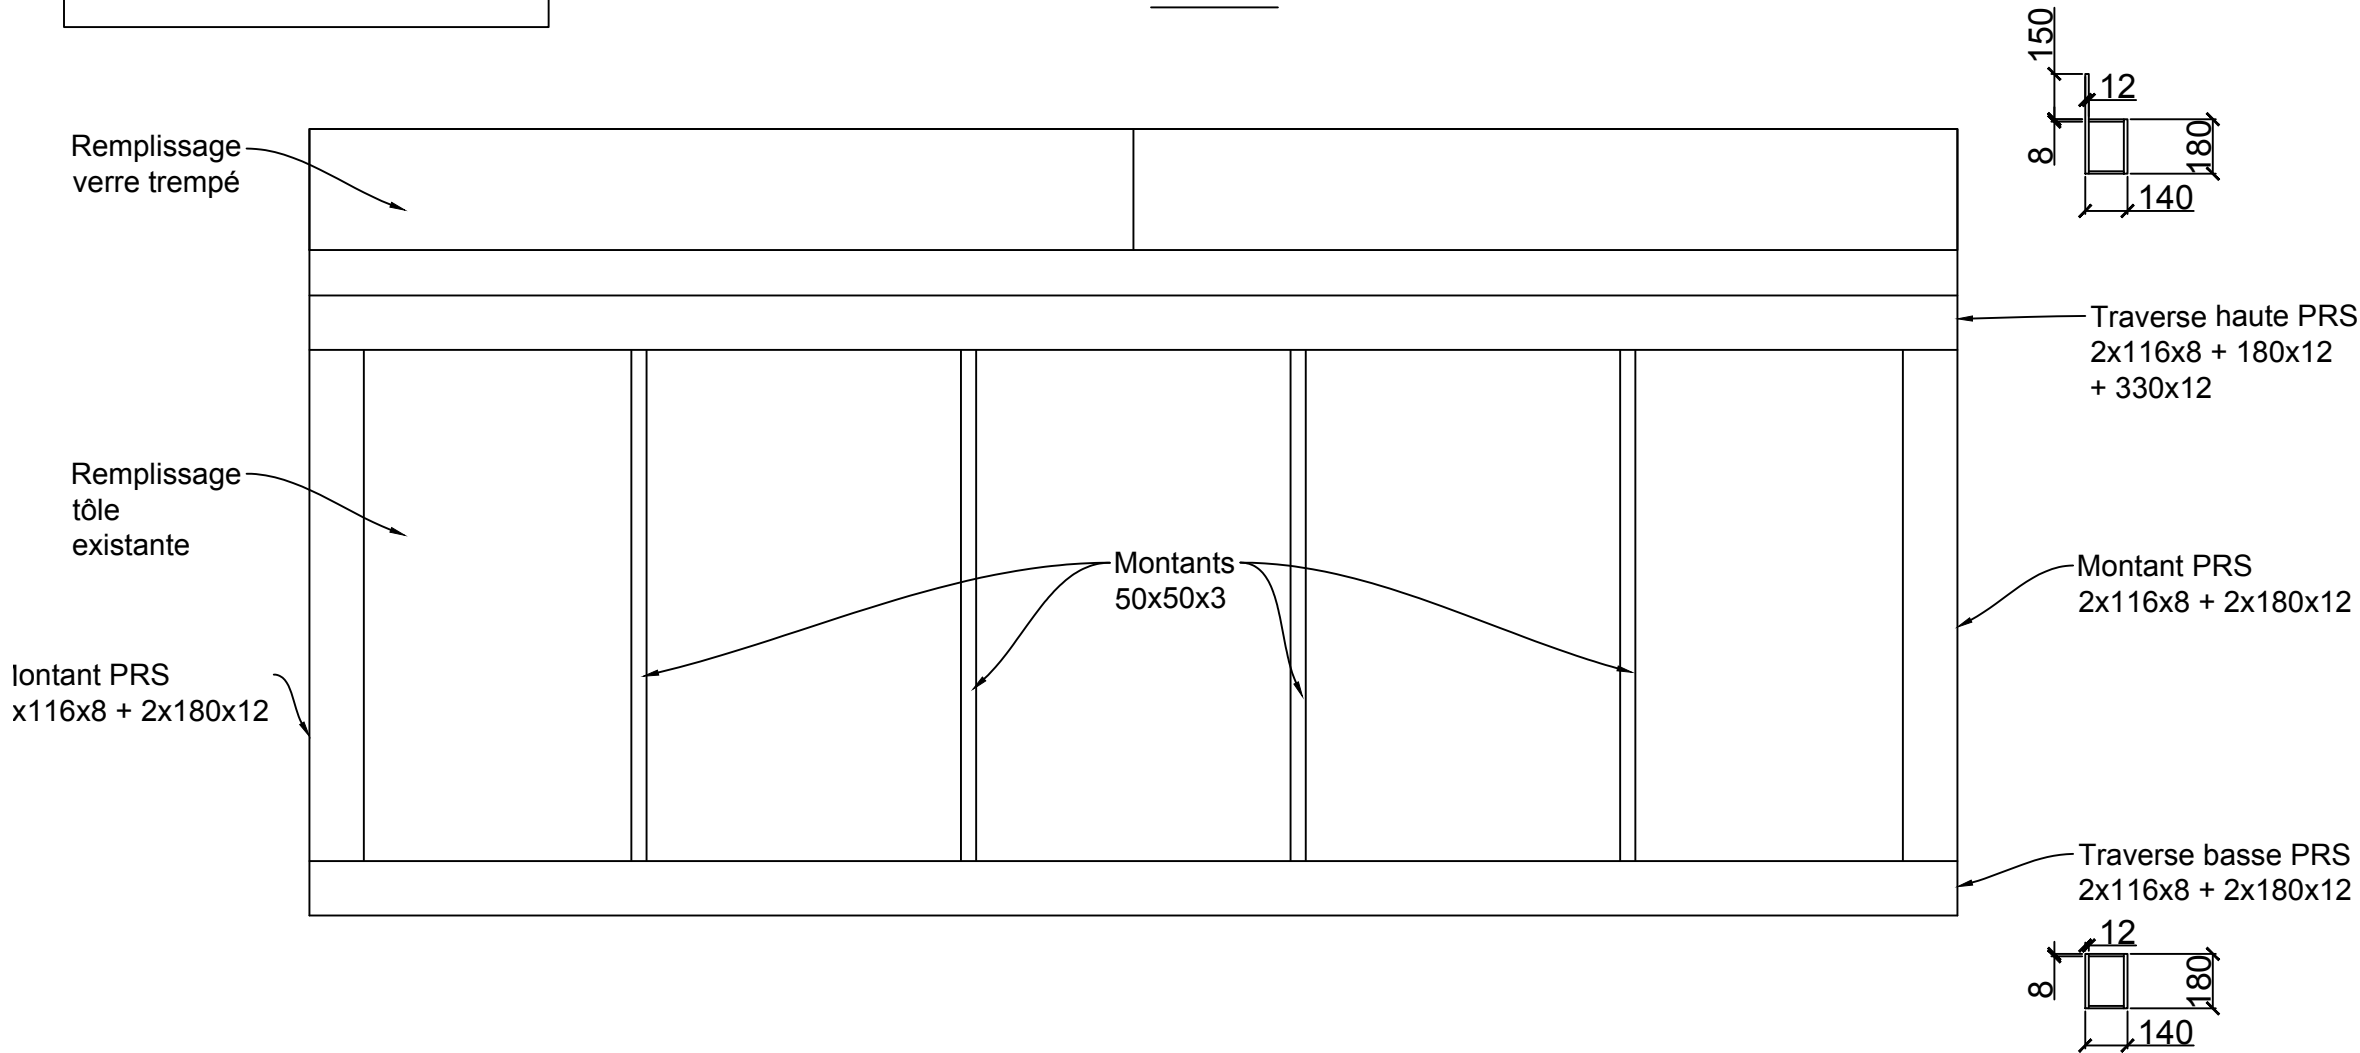 150
12
8
180
140
Remplissage
verre trempé
Traverse haute PRS
2x116x8 + 180x12
+ 330x12
Remplissage
tôle
existante
Montants
50x50x3
Montant PRS
2x116x8 + 2x180x12
PRS
x116x8 + 2x180x12
Traverse basse PRS
2x116x8 + 2x180x12
12
8
180
140